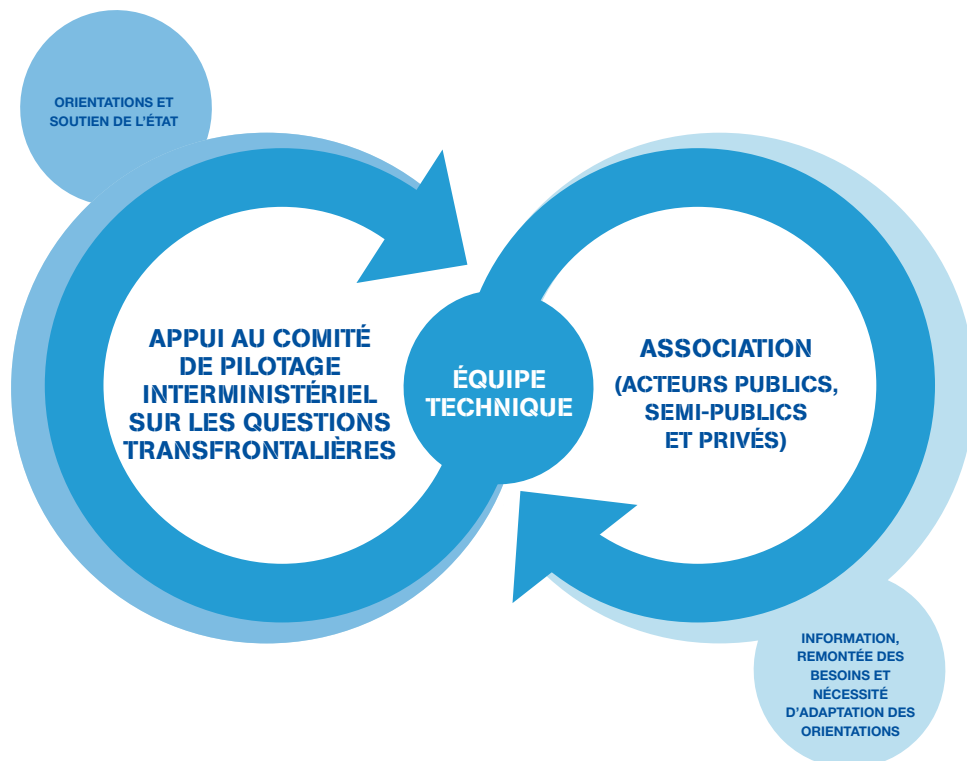 ORIENTATIONS ET
SOUTIEN DE L'ÉTAT
APPUI AU COMITÉ
DE PILOTAGE
INTERMINISTÉRIEL
SUR LES QUESTIONS
TRANSFRONTALIÈRES
ÉQUIPE
TECHNIQUE
ASSOCIATION
(ACTEURS PUBLICS,
SEMI-PUBLICS
ET PRIVÉS)
INFORMATION,
REMONTÉE DES
BESOINS ET
NÉCESSITÉ
D'ADAPTATION DES
ORIENTATIONS